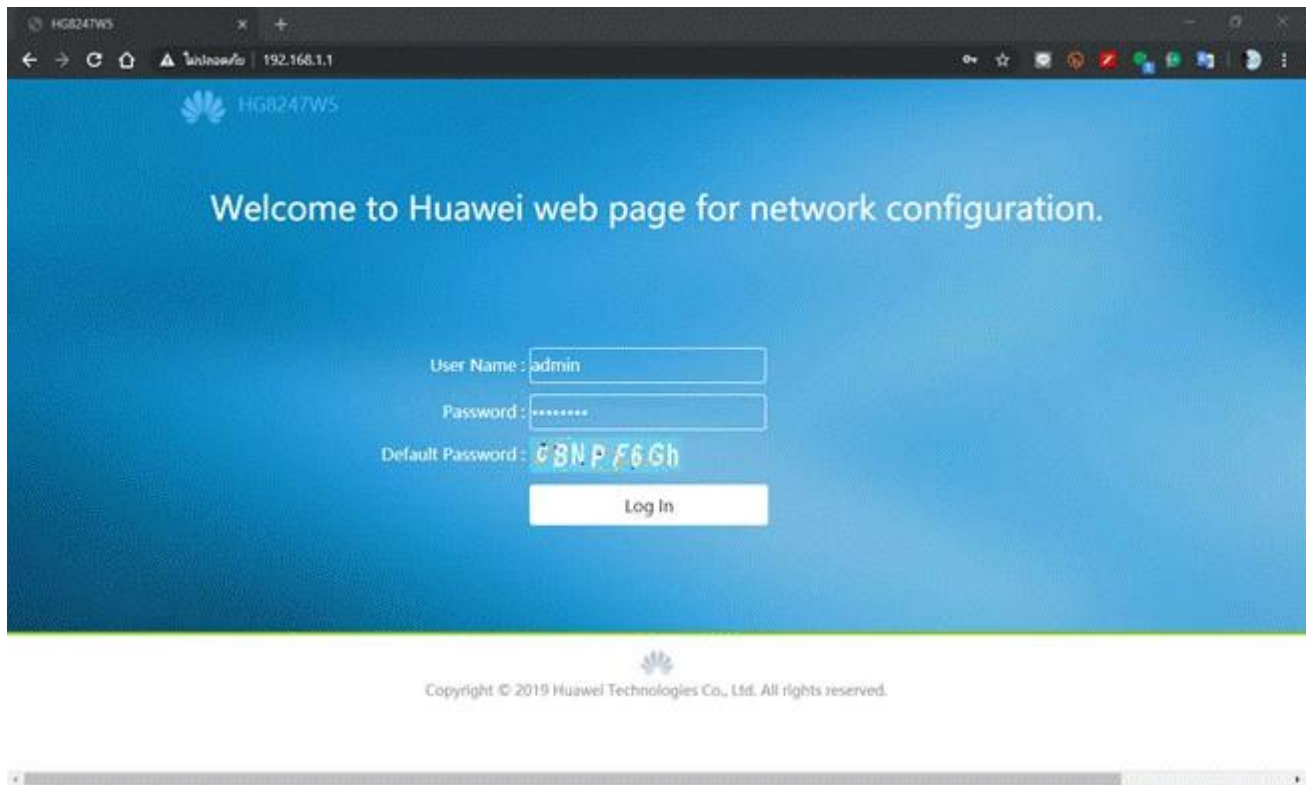 HG8247W5
ไม่ปลอดภัย 192.168.1.1
HG8247W5
Welcome to Huawei web page for network configuration.
User Name : admin
Password : ••••••••
Default Password :
Log In
Copyright © 2019 Huawei Technologies Co., Ltd. All rights reserved.